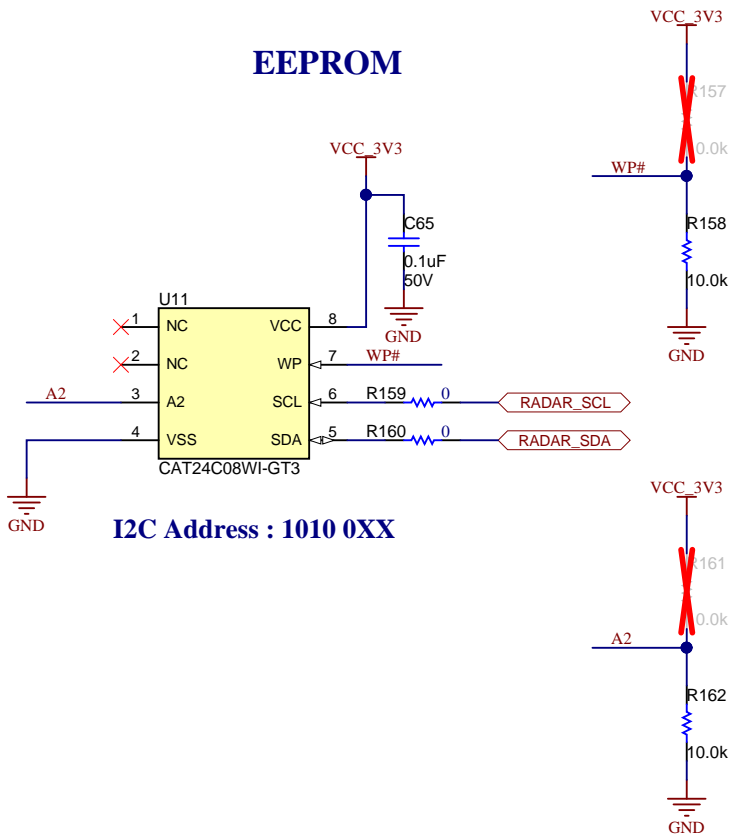 EEPROM
VCC_3V3
C65
0.1uF
50V
GND
U11
1 NC
2 NC
A2 3 A2
4 VSS
VCC 8
WP 7 WP#
SCL 6 R159 0 RADAR_SCL
SDA 5 R160 0 RADAR_SDA
CAT24C08WI-GT3
GND
I2C Address : 1010 0XX
VCC_3V3
R157
10.0k
WP#
R158
10.0k
GND
VCC_3V3
R161
10.0k
A2
R162
10.0k
GND